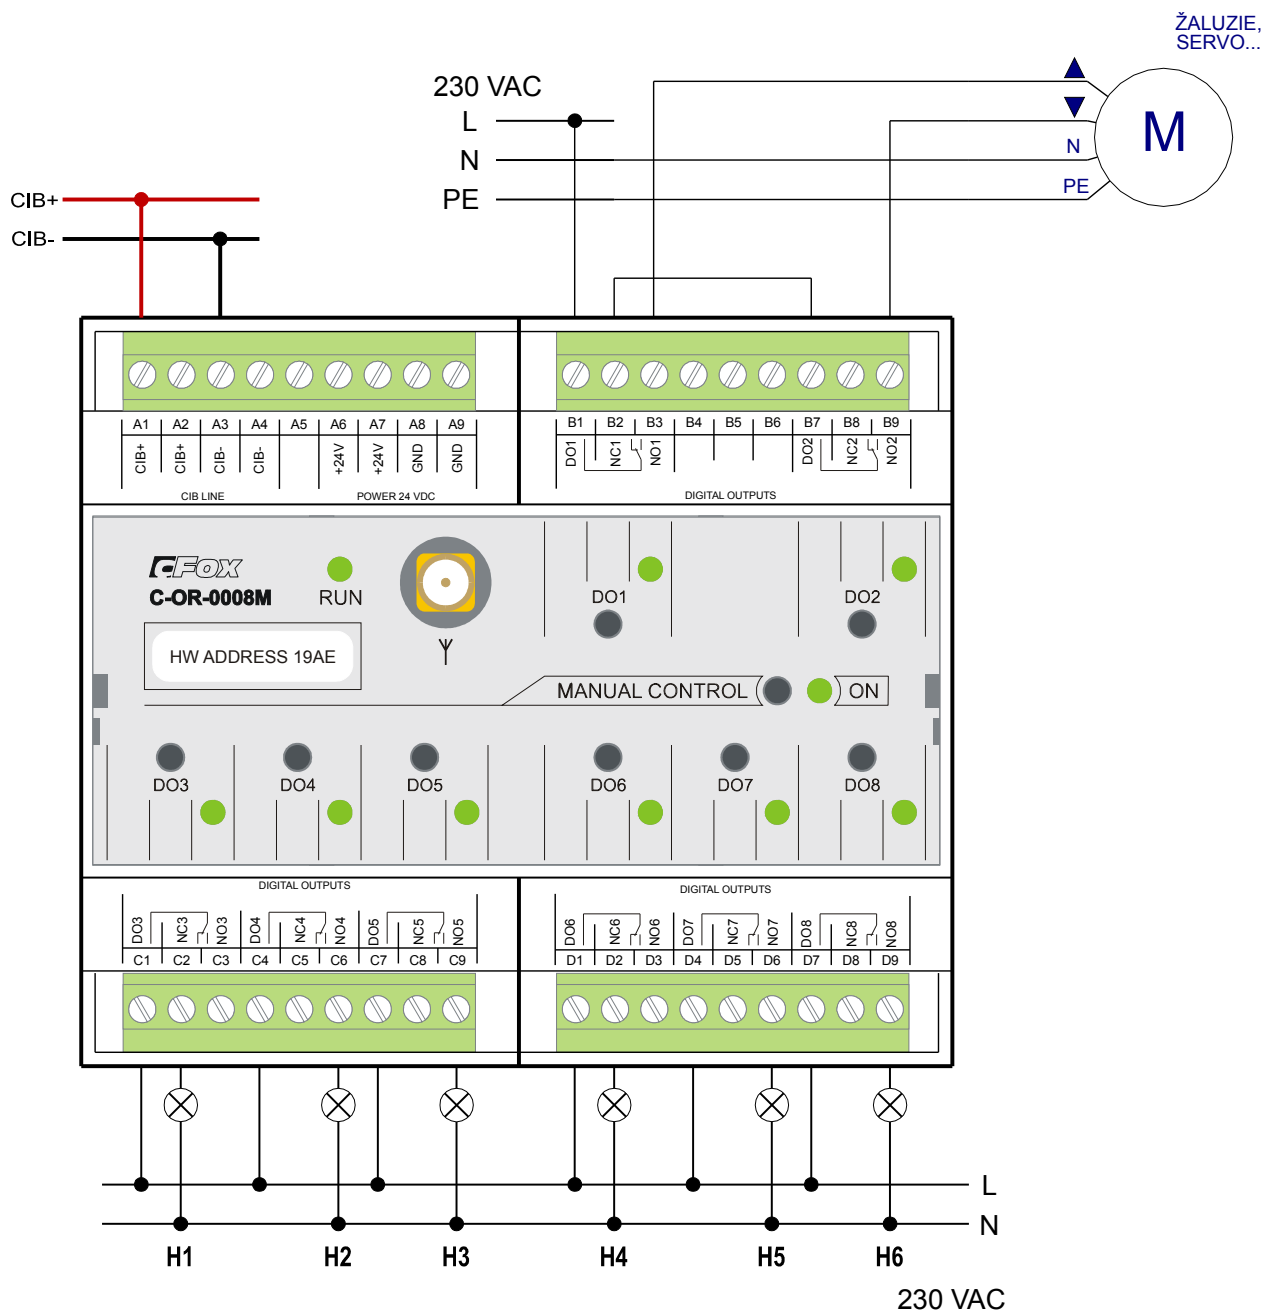 ŽALUZIE,
SERVO...
230 VAC
L
N
PE
M
N
PE
CIB+
CIB-
A1 A2 A3 A4 A5 A6 A7 A8 A9
CIB+ CIB+ CIB- CIB- +24V +24V GND GND
CIB LINE POWER 24 VDC
B1 B2 B3 B4 B5 B6 B7 B8 B9
DO1 NC1 NO1 DO2 NC2 NO2
DIGITAL OUTPUTS
CFOX
C-OR-0008M
RUN
HW ADDRESS 19AE
DO1
DO2
MANUAL CONTROL ON
DO3 DO4 DO5 DO6 DO7 DO8
DIGITAL OUTPUTS
DO3 NC3 NO3 DO4 NC4 NO4 DO5 NC5 NO5
C1 C2 C3 C4 C5 C6 C7 C8 C9
DIGITAL OUTPUTS
DO6 NC6 NO6 DO7 NC7 NO7 DO8 NC8 NO8
D1 D2 D3 D4 D5 D6 D7 D8 D9
L
N
H1 H2 H3 H4 H5 H6
230 VAC